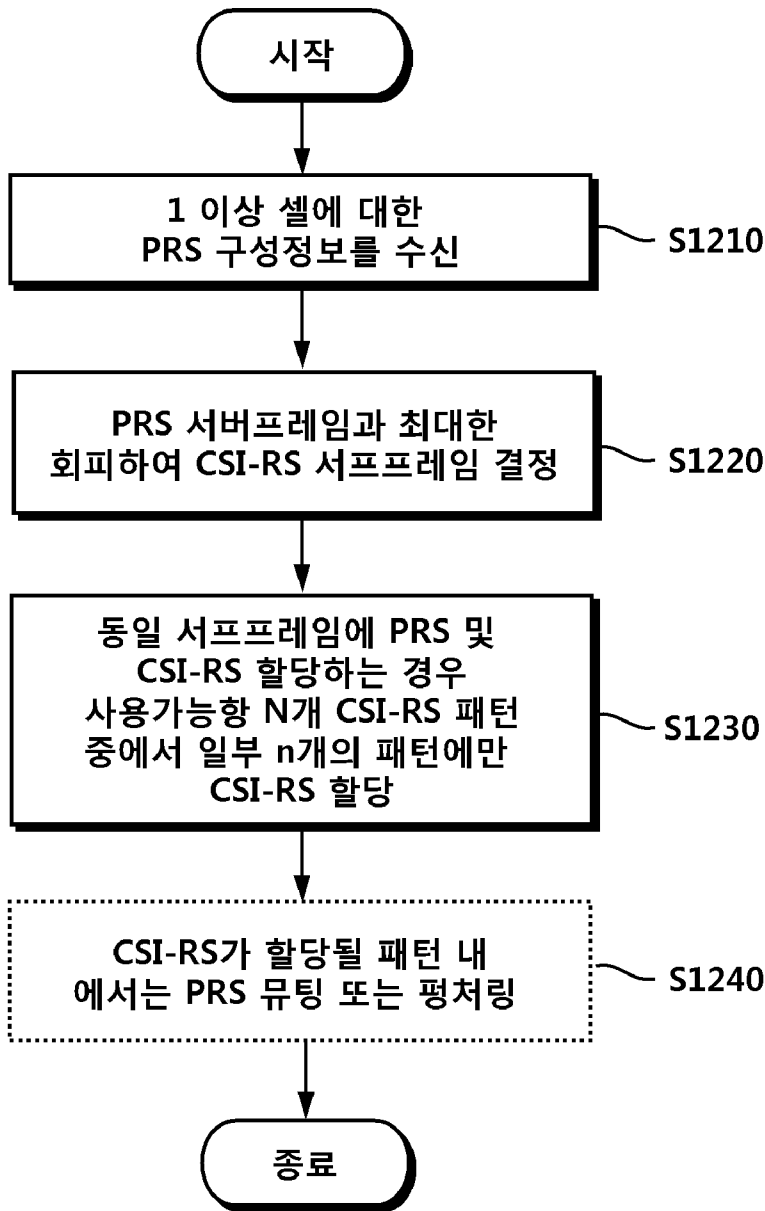 시작
1 이상 셀에 대한
PRS 구성정보를 수신
S1210
PRS 서버프레임과 최대한
회피하여 CSI-RS 서프프레임 결정
S1220
동일 서프프레임에 PRS 및
CSI-RS 할당하는 경우
사용가능항 N개 CSI-RS 패턴
중에서 일부 n개의 패턴에만
CSI-RS 할당
S1230
CSI-RS가 할당될 패턴 내
에서는 PRS 뮤팅 또는 펑처링
S1240
종료